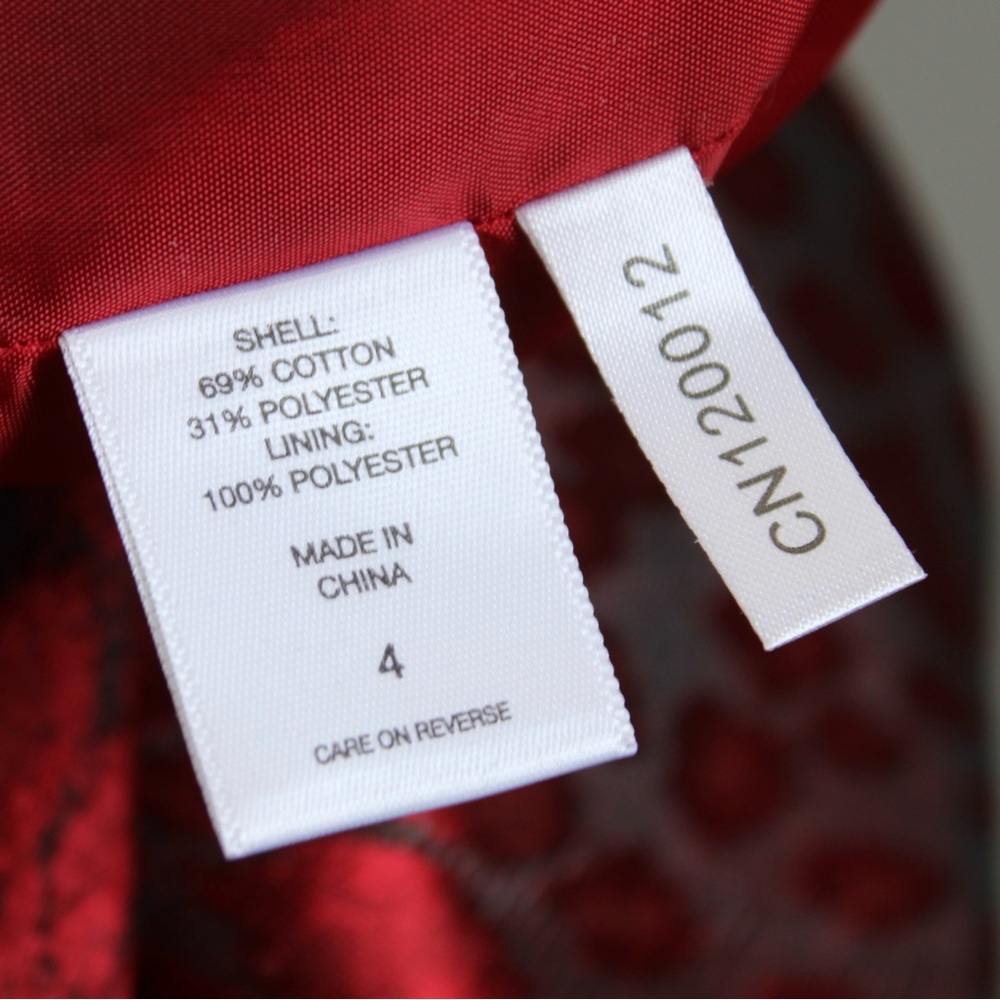 SHELL:
69% COTTON
31% POLYESTER
LINING:
100% POLYESTER
MADE IN
CHINA
4
CARE ON REVERSE
CN120012